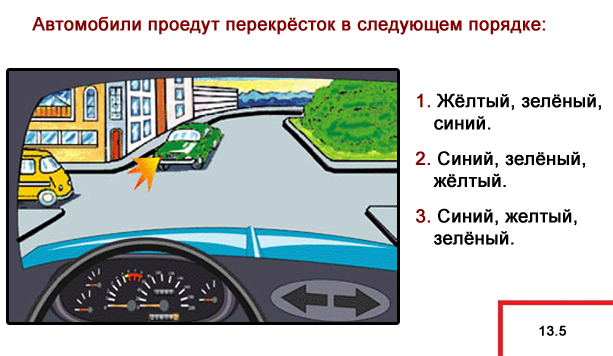 Автомобили проедут перекрёсток в следующем порядке:
1. Жёлтый, зелёный,
синий.
2. Синий, зелёный,
жёлтый.
3. Синий, желтый,
зелёный.
13.5